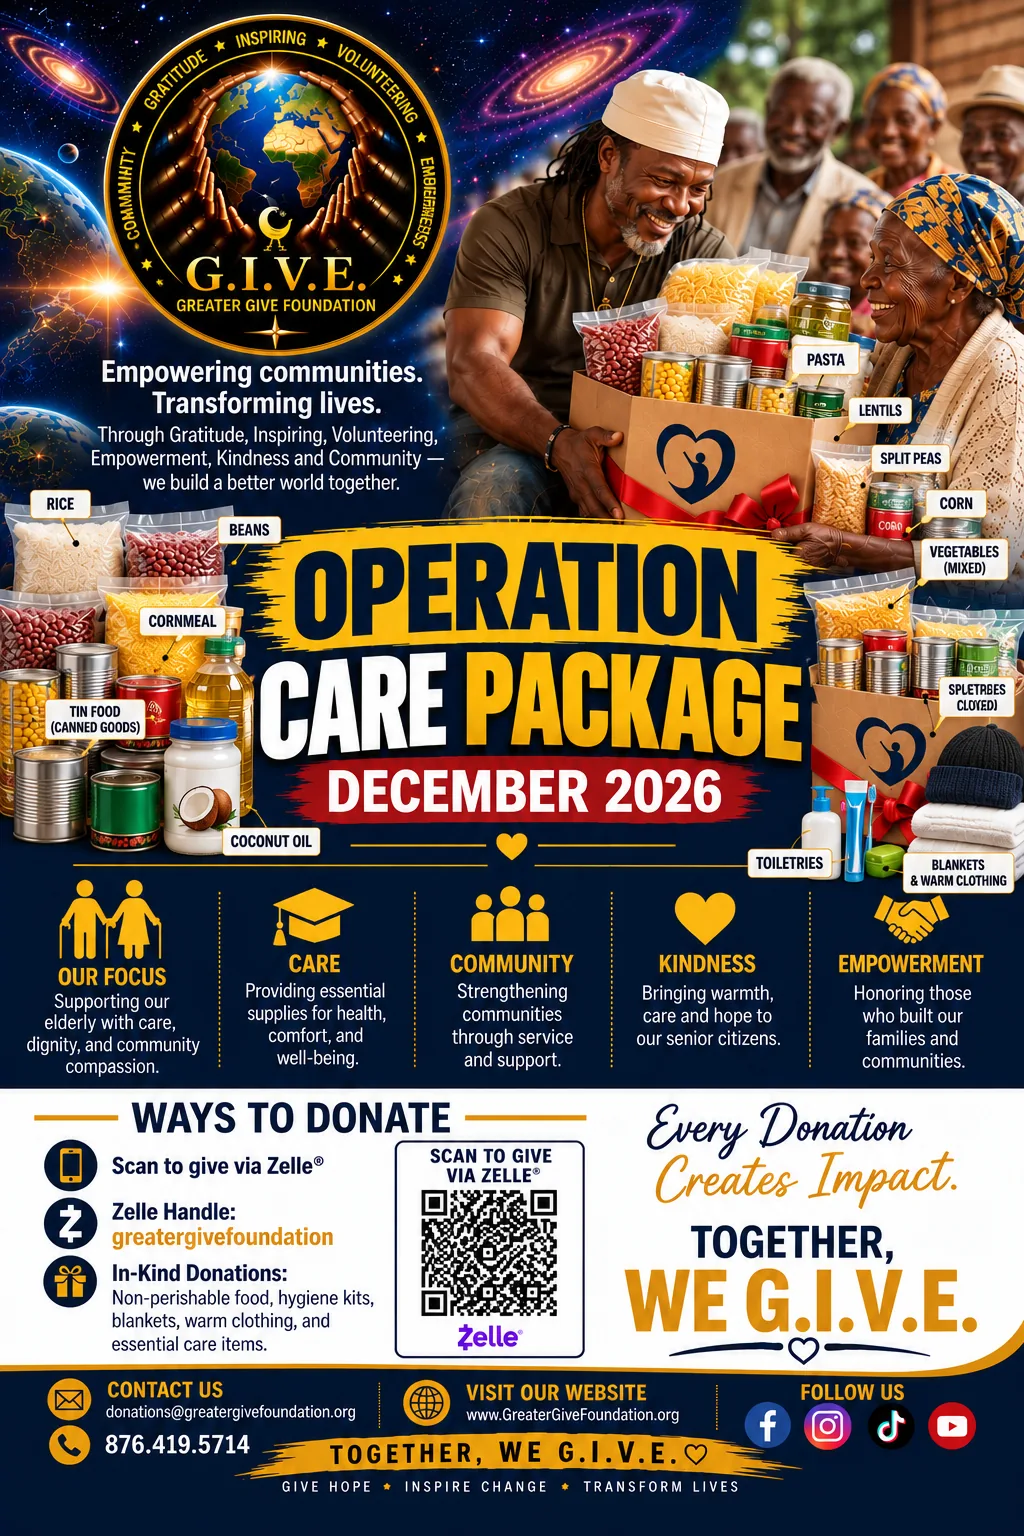 COMMUNITY ★ GRATITUDE ★ INSPIRING ★ VOLUNTEERING ★
G.I.V.E.
GREATER GIVE FOUNDATION
Empowering communities.
Transforming lives.
Through Gratitude, Inspiring, Volunteering,
Empowerment, Kindness and Community —
we build a better world together.
PASTA
LENTILS
SPLIT PEAS
CORN
CORN
VEGETABLES
(MIXED)
RICE
BEANS
CORNMEAL
TIN FOOD
(CANNED GOODS)
COCONUT OIL
OPERATION
CARE PACKAGE
DECEMBER 2026
TOILETRIES
BLANKETS
& WARM CLOTHING
OUR FOCUS
Supporting our
elderly with care,
dignity, and community
compassion.
CARE
Providing essential
supplies for health,
comfort, and
well-being.
COMMUNITY
Strengthening
communities
through service
and support.
KINDNESS
Bringing warmth,
care and hope to
our senior citizens.
EMPOWERMENT
Honoring those
who built our
families and
communities.
WAYS TO DONATE
Scan to give via Zelle®
Zelle Handle:
greatergivefoundation
In-Kind Donations:
Non-perishable food, hygiene kits,
blankets, warm clothing, and
essential care items.
SCAN TO GIVE
VIA ZELLE®
Zelle®
Every Donation
Creates Impact.
TOGETHER,
WE G.I.V.E.
CONTACT US
donations@greatergivefoundation.org
876.419.5714
VISIT OUR WEBSITE
www.GreaterGiveFoundation.org
FOLLOW US
TOGETHER, WE G.I.V.E.
GIVE HOPE ★ INSPIRE CHANGE ★ TRANSFORM LIVES